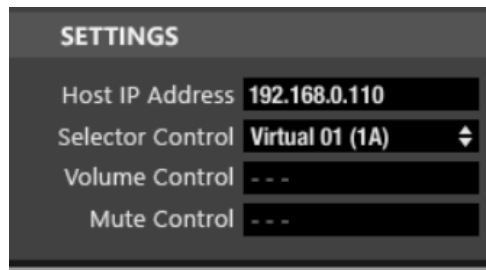 SETTINGS
Host IP Address 192.168.0.110
Selector Control Virtual 01 (1A)
Volume Control - - -
Mute Control - - -